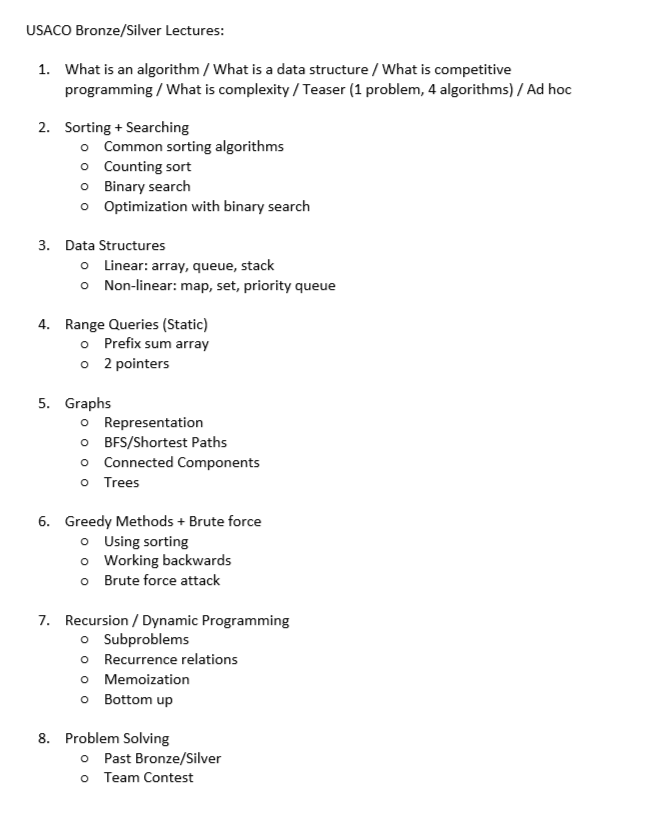 USACO Bronze/Silver Lectures:
1. What is an algorithm / What is a data structure / What is competitive
programming / What is complexity / Teaser (1 problem, 4 algorithms) / Ad hoc
2. Sorting + Searching
o Common sorting algorithms
o Counting sort
o Binary search
o Optimization with binary search
3. Data Structures
o Linear: array, queue, stack
o Non-linear: map, set, priority queue
4. Range Queries (Static)
o Prefix sum array
o 2 pointers
5. Graphs
o Representation
o BFS/Shortest Paths
o Connected Components
o Trees
6. Greedy Methods + Brute force
o Using sorting
o Working backwards
o Brute force attack
7. Recursion / Dynamic Programming
o Subproblems
o Recurrence relations
o Memoization
o Bottom up
8. Problem Solving
o Past Bronze/Silver
o Team Contest